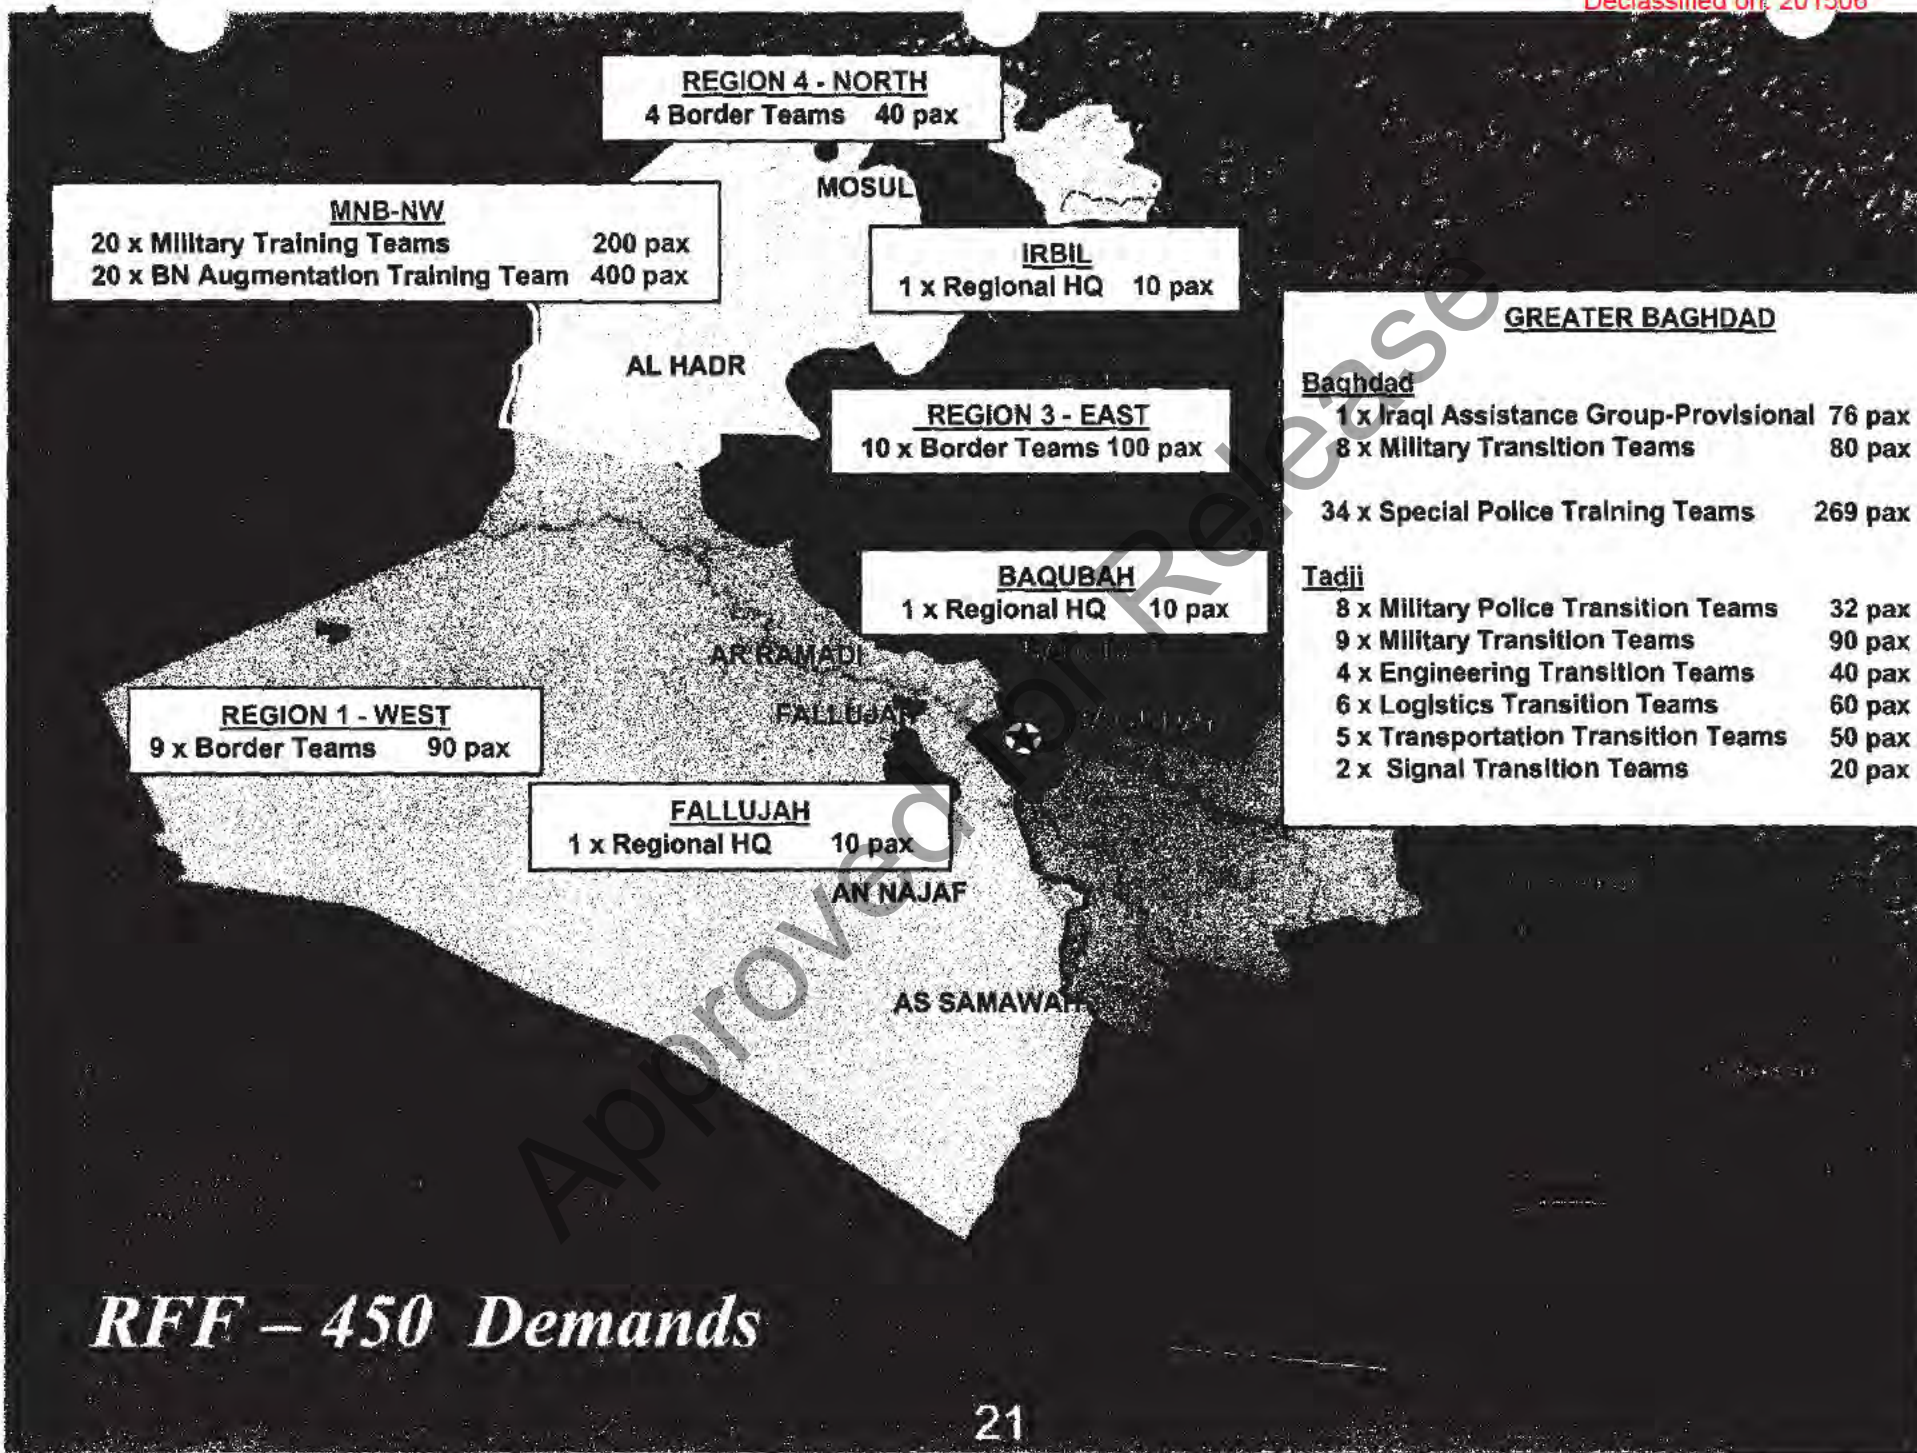 Declassified on: 201506
REGION 4 - NORTH
4 Border Teams 40 pax
MOSUL
MNB-NW
20 x Military Training Teams 200 pax
20 x BN Augmentation Training Team 400 pax
IRBIL
1 x Regional HQ 10 pax
AL HADR
REGION 3 - EAST
10 x Border Teams 100 pax
GREATER BAGHDAD
Baghdad
1 x Iraqi Assistance Group-Provisional 76 pax
8 x Military Transition Teams 80 pax
34 x Special Police Training Teams 269 pax
Tadji
8 x Military Police Transition Teams 32 pax
9 x Military Transition Teams 90 pax
4 x Engineering Transition Teams 40 pax
6 x Logistics Transition Teams 60 pax
5 x Transportation Transition Teams 50 pax
2 x Signal Transition Teams 20 pax
BAQUBAH
1 x Regional HQ 10 pax
AR RAMADI
FALLUJAH
REGION 1 - WEST
9 x Border Teams 90 pax
FALLUJAH
1 x Regional HQ 10 pax
AN NAJAF
AS SAMAWAH
Approved for Release
RFF – 450 Demands
21